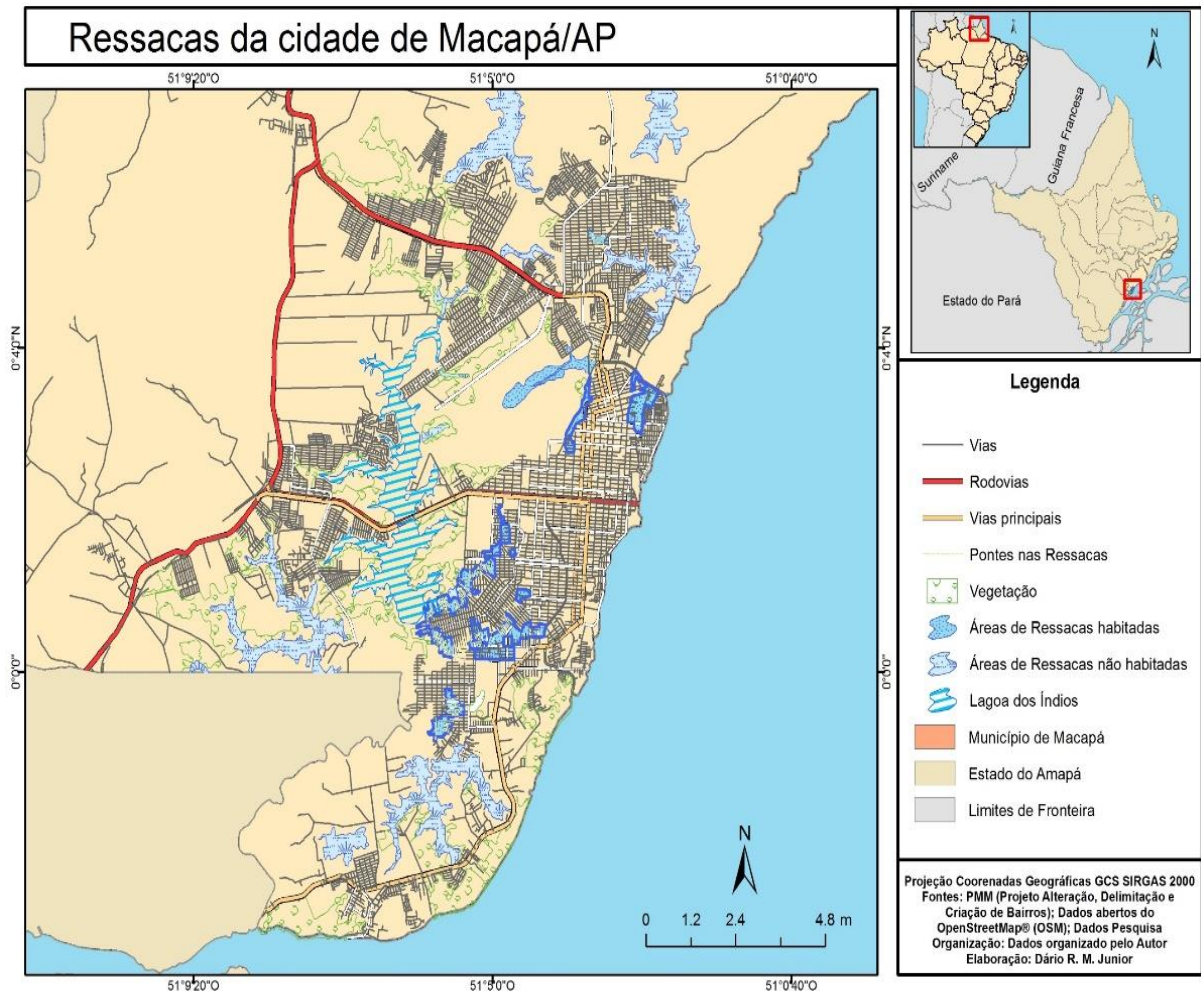 Ressacas da cidade de Macapá/AP
51°9'20"O
51°5'0"O
51°0'40"O
0°4'0"N
0°4'0"N
0°0'0"
0°0'0"
N
0 1.2 2.4 4.8 m
51°9'20"O
51°5'0"O
51°0'40"O
N
N
Suriname
Guiana Francesa
Estado do Pará
Legenda
Vias
Rodovias
Vias principais
Pontes nas Ressacas
Vegetação
Áreas de Ressacas habitadas
Áreas de Ressacas não habitadas
Lagoa dos Índios
Município de Macapá
Estado do Amapá
Limites de Fronteira
Projeção Coorenadas Geográficas GCS SIRGAS 2000
Fontes: PMM (Projeto Alteração, Delimitação e
Criação de Bairros); Dados abertos do
OpenStreetMap® (OSM); Dados Pesquisa
Organização: Dados organizado pelo Autor
Elaboração: Dário R. M. Junior